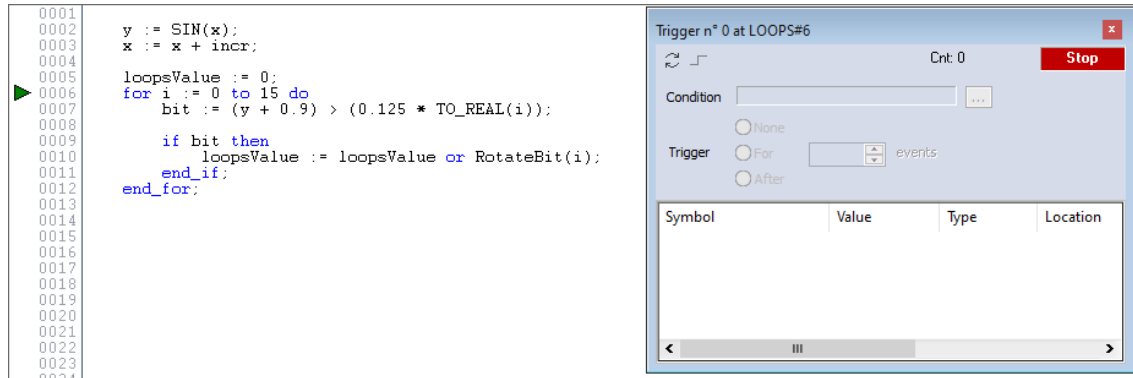 0001
0002 y := SIN(x);
0003 x := x + incr;
0004
0005 loopsValue := 0;
0006 for i := 0 to 15 do
0007 bit := (y + 0.9) > (0.125 * TO_REAL(i));
0008
0009 if bit then
0010 loopsValue := loopsValue or RotateBit(i);
0011 end_if;
0012 end_for;
0013
0014
0015
0016
0017
0018
0019
0020
0021
0022
0023
Trigger n° 0 at LOOPS#6
x
Cnt: 0 Stop
Condition ...
None
Trigger For events
After
Symbol Value Type Location